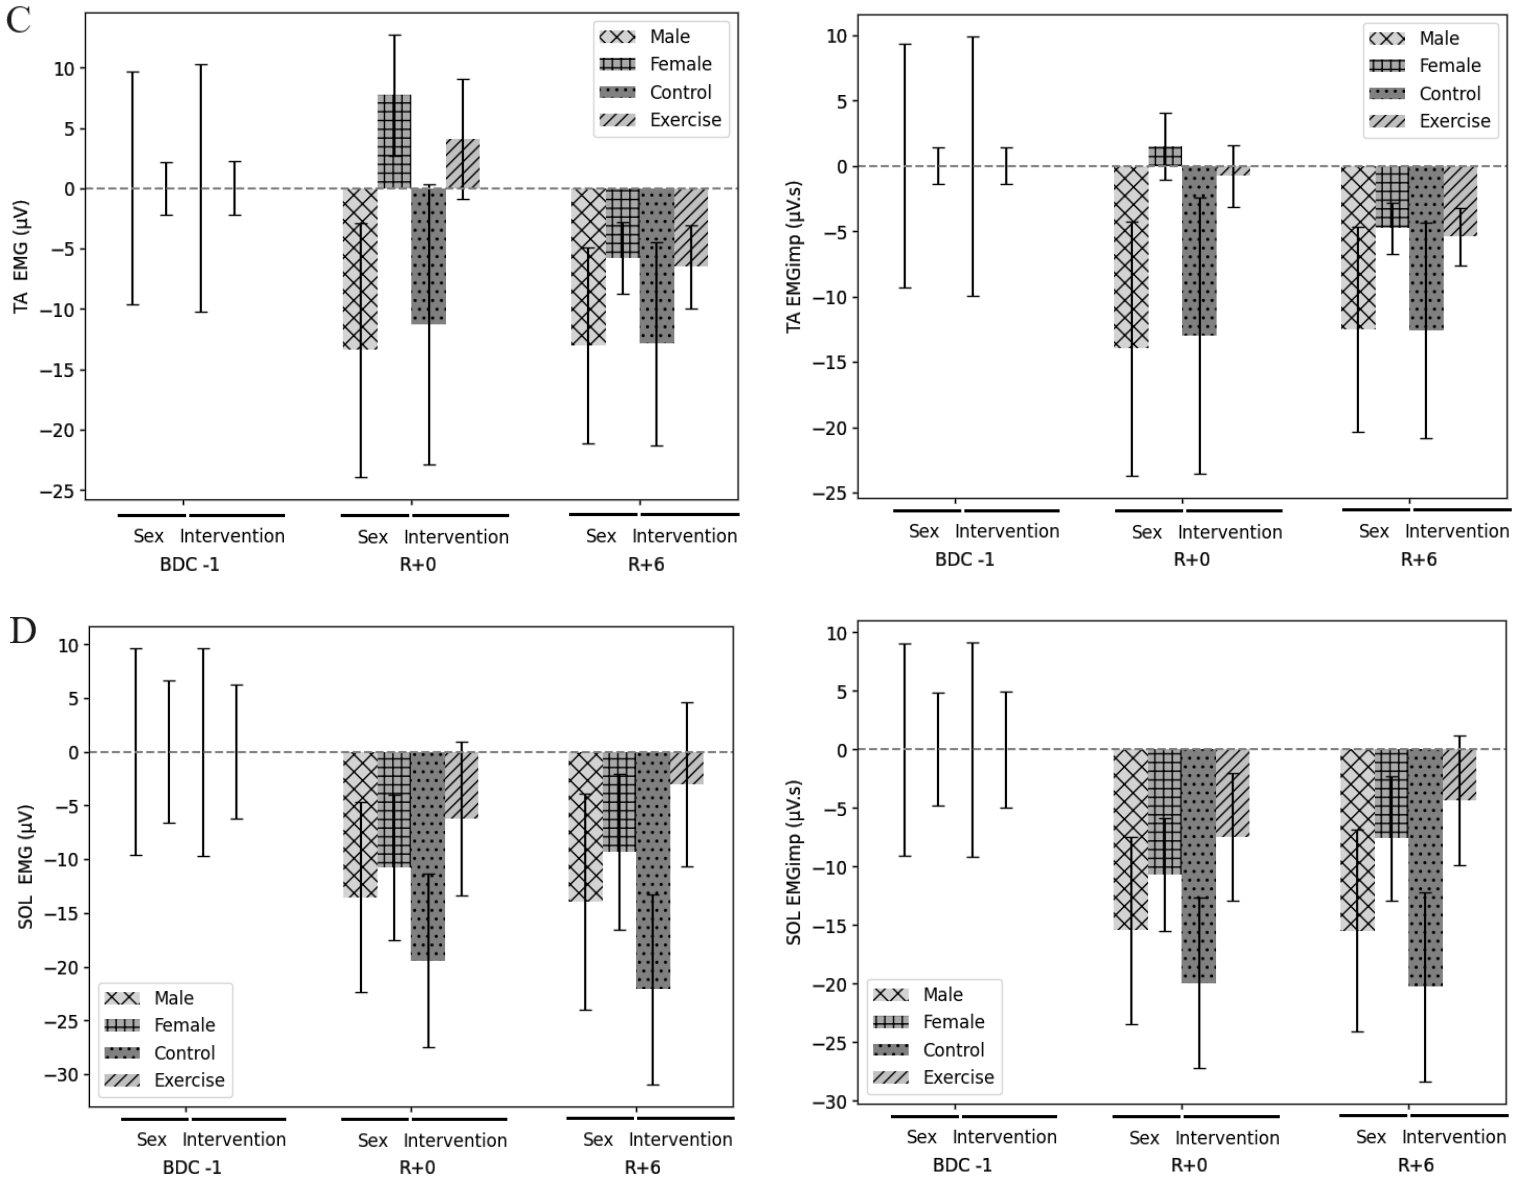 C
TA EMG (μV)
10
5
0
−5
−10
−15
−20
−25
Male
Female
Control
Exercise
Sex Intervention
BDC -1
Sex Intervention
R+0
Sex Intervention
R+6
TA EMGimp (μV.s)
10
5
0
−5
−10
−15
−20
−25
Male
Female
Control
Exercise
Sex Intervention
BDC -1
Sex Intervention
R+0
Sex Intervention
R+6
D
SOL EMG (μV)
10
5
0
−5
−10
−15
−20
−25
−30
Male
Female
Control
Exercise
Sex Intervention
BDC -1
Sex Intervention
R+0
Sex Intervention
R+6
SOL EMGimp (μV.s)
10
5
0
−5
−10
−15
−20
−25
−30
Male
Female
Control
Exercise
Sex Intervention
BDC -1
Sex Intervention
R+0
Sex Intervention
R+6